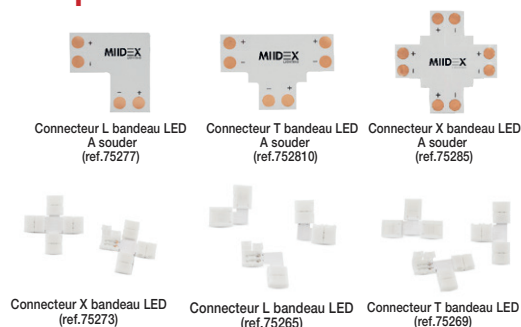 +
-
MIIDEX
- +
Connecteur L bandeau LED
A souder
(ref.75277)
+ +
- -
MIIDEX
- +
Connecteur T bandeau LED
A souder
(ref.752810)
+ -
+ +
MIIDEX
- -
+ -
Connecteur X bandeau LED
A souder
(ref.75285)
Connecteur X bandeau LED
(ref.75273)
Connecteur L bandeau LED
(ref.75265)
Connecteur T bandeau LED
(ref.75269)